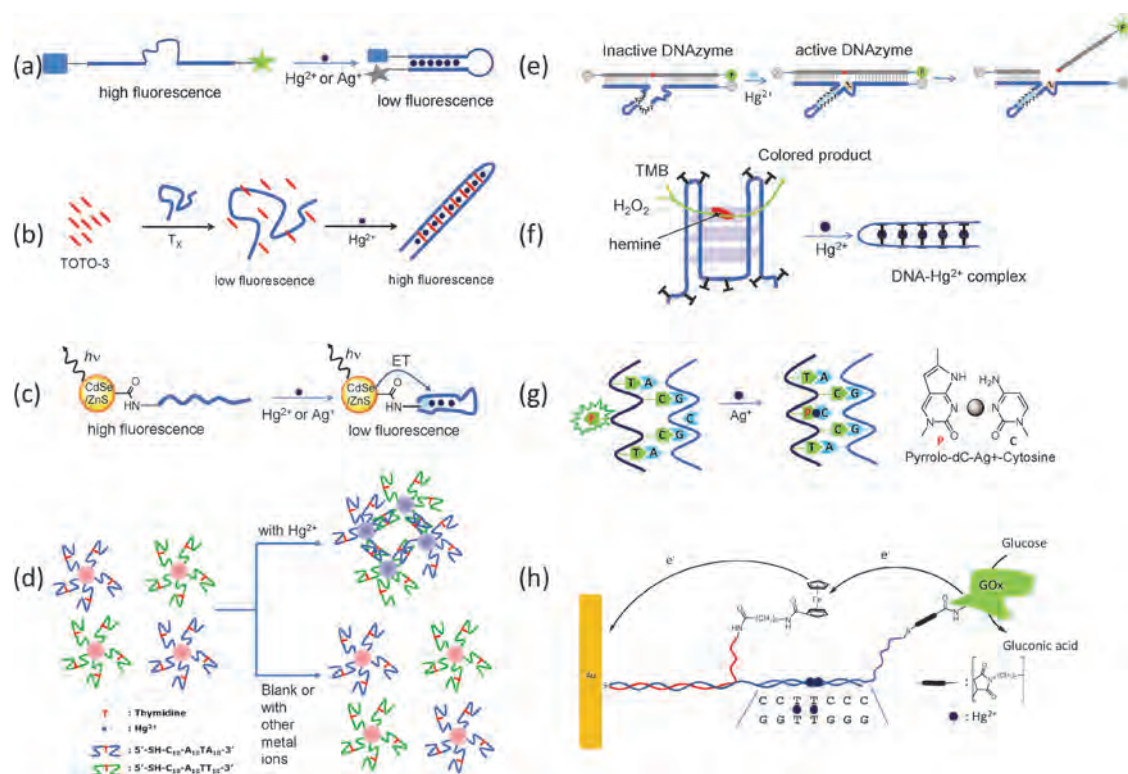 (a)
high fluorescence
Hg²⁺ or Ag⁺
low fluorescence
(b)
TOTO-3
Tₓ
low fluorescence
Hg²⁺
high fluorescence
(c)
hν
CdSe
/ZnS
O
C
HN
high fluorescence
Hg²⁺ or Ag⁺
hν
ET
CdSe
/ZnS
O
C
HN
low fluorescence
(d)
with Hg²⁺
Blank or
with
other
metal
ions
T : Thymidine
: Hg²⁺
: 5'-SH-C₁₀-A₁₀TA₁₀-3'
: 5'-SH-C₁₀-A₁₀TT₁₀-3'
(e)
Inactive DNAzyme
Hg²⁺
active DNAzyme
F
F
F
(f)
Colored product
TMB
H₂O₂
hemine
Hg²⁺
DNA-Hg²⁺ complex
(g)
T A
C G
P C
C G
T A
Ag⁺
T A
C G
P C
C G
T A
NH
N
N
O
P
H₂N
N
N
O
C
Pyrrolo-dC-Ag+-Cytosine
(h)
Au
S
e⁻
e⁻
Fe
O
HN
NH
O
Glucose
GOx
O
N
H
Gluconic acid
C C T T C C C
G G T T G G G
:
O
N
O
: Hg²⁺